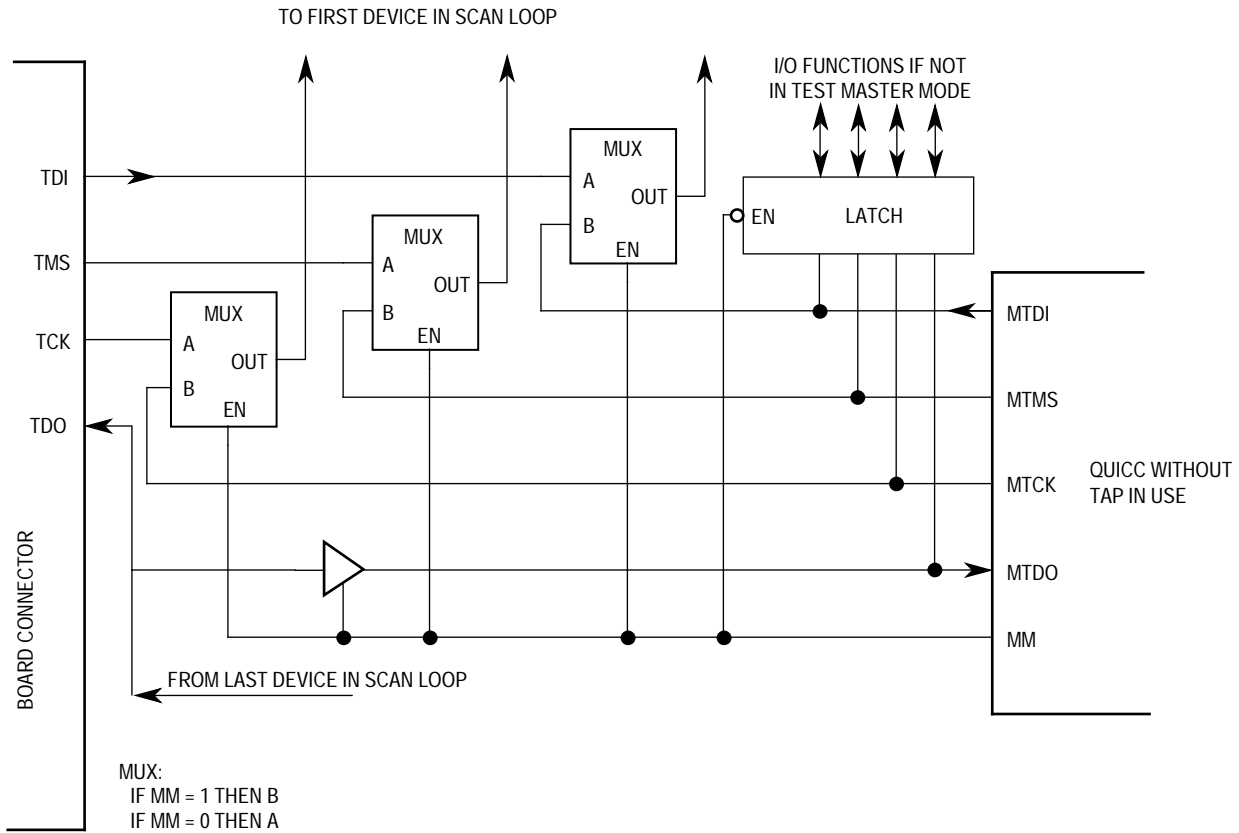 TO FIRST DEVICE IN SCAN LOOP
I/O FUNCTIONS IF NOT
IN TEST MASTER MODE
TDI
MUX
A
OUT
B
EN
EN
LATCH
TMS
MUX
A
OUT
B
EN
TCK
MUX
A
OUT
B
EN
TDO
MTDI
MTMS
MTCK
QUICC WITHOUT
TAP IN USE
MTDO
MM
BOARD CONNECTOR
FROM LAST DEVICE IN SCAN LOOP
MUX:
IF MM = 1 THEN B
IF MM = 0 THEN A